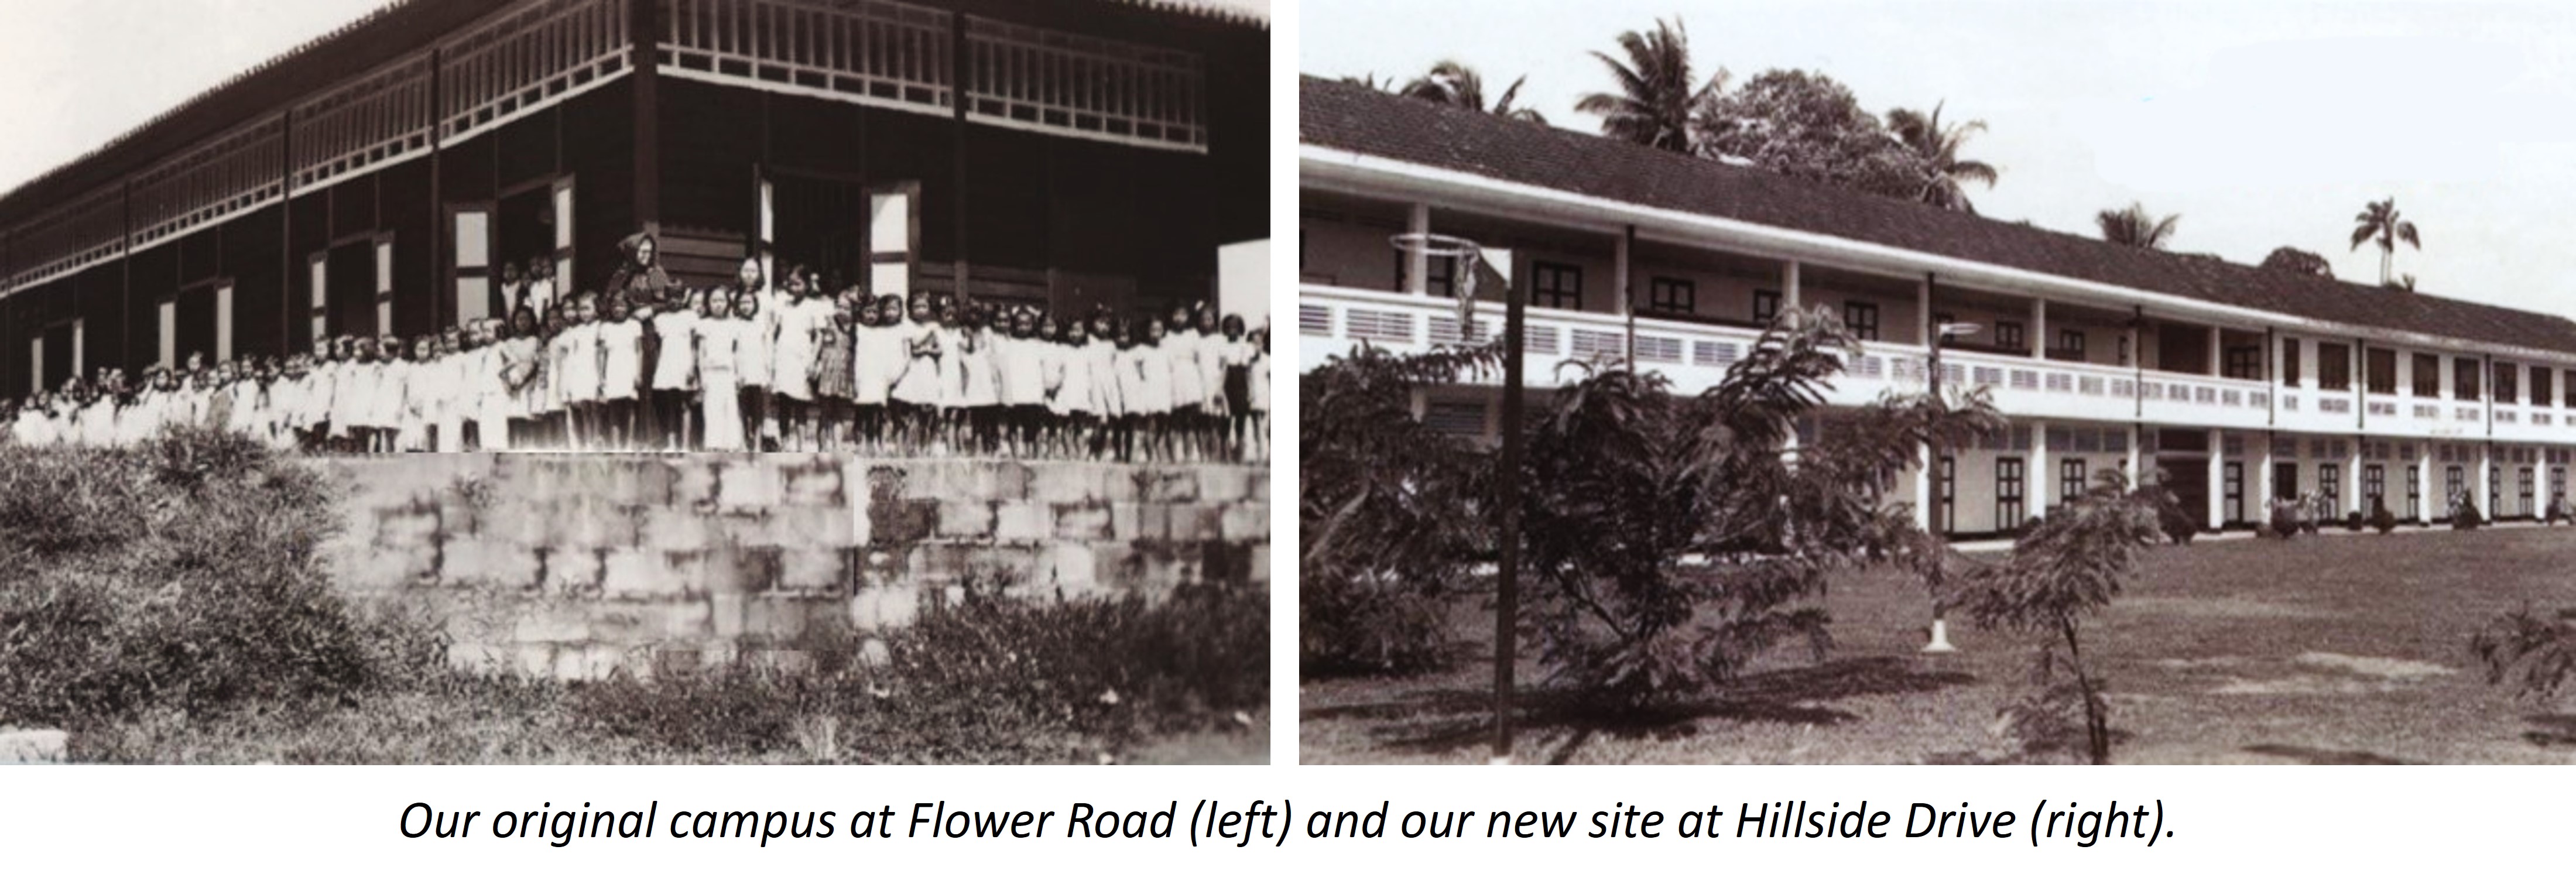 Our original campus at Flower Road (left) and our new site at Hillside Drive (right).